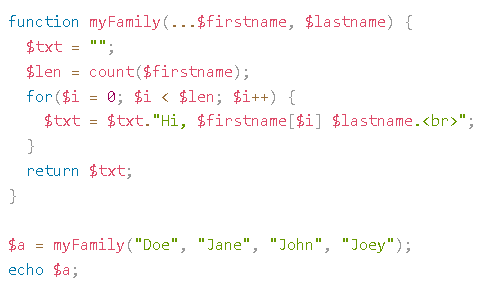 function myFamily(...$firstname, $lastname) {
  $txt = "";
  $len = count($firstname);
  for($i = 0; $i < $len; $i++) {
    $txt = $txt."Hi, $firstname[$i] $lastname.<br>";
  }
  return $txt;
}

$a = myFamily("Doe", "Jane", "John", "Joey");
echo $a;